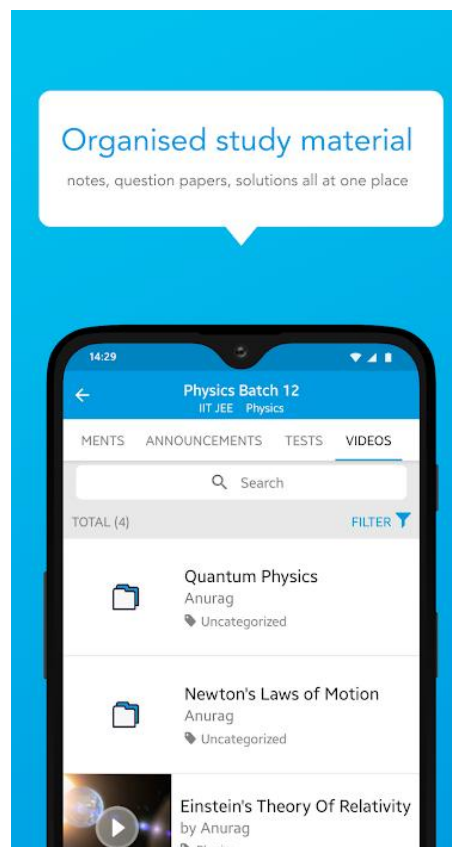 Organised study material
notes, question papers, solutions all at one place
14:29
Physics Batch 12
IIT JEE Physics
MENTS ANNOUNCEMENTS TESTS VIDEOS
Search
TOTAL (4) FILTER
Quantum Physics
Anurag
Uncategorized
Newton's Laws of Motion
Anurag
Uncategorized
Einstein's Theory Of Relativity
by Anurag